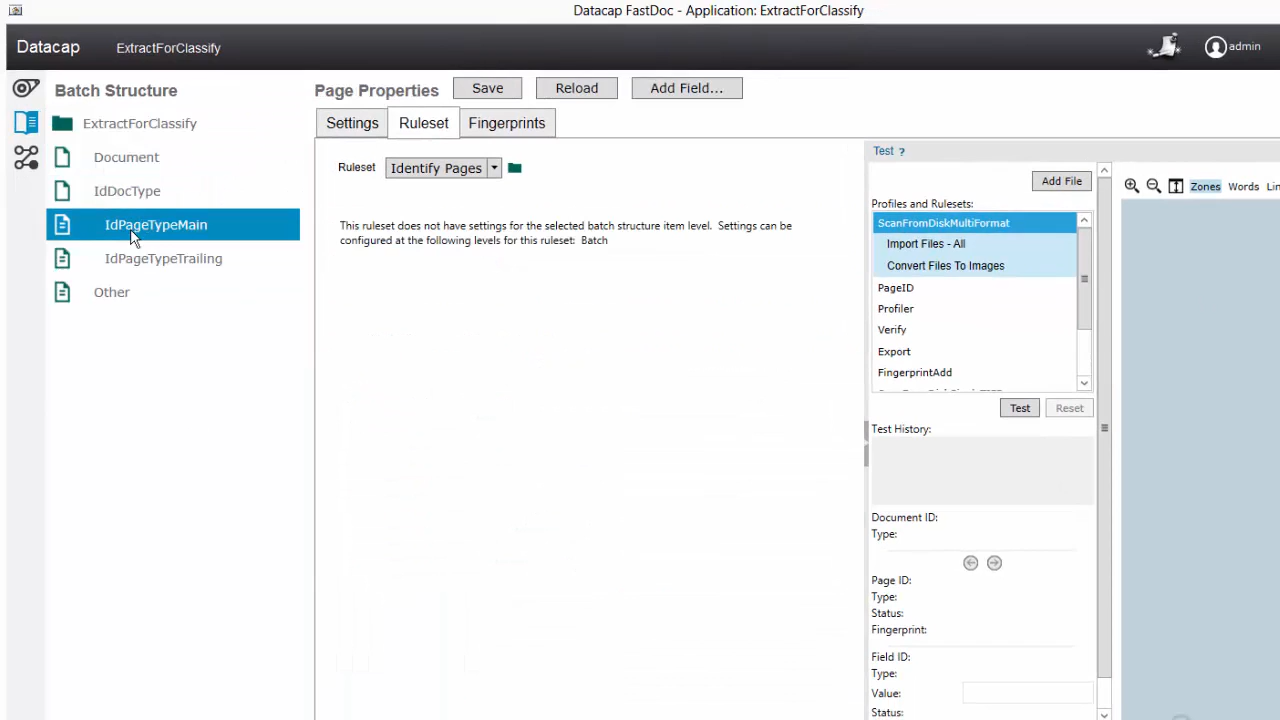 Datacap FastDoc - Application: ExtractForClassify
Datacap
ExtractForClassify
admin
Batch Structure
ExtractForClassify
Document
IdDocType
IdPageTypeMain
IdPageTypeTrailing
Other
Page Properties
Save
Reload
Add Field...
Settings
Ruleset
Fingerprints
Ruleset
Identify Pages
This ruleset does not have settings for the selected batch structure item level. Settings can be
configured at the following levels for this ruleset: Batch
Test ?
Add File
Profiles and Rulesets:
ScanFromDiskMultiFormat
Import Files - All
Convert Files To Images
PageID
Profiler
Verify
Export
FingerprintAdd
Test
Reset
Test History:
Document ID:
Type:
Page ID:
Type:
Status:
Fingerprint:
Field ID:
Type:
Value:
Status:
Zones
Words